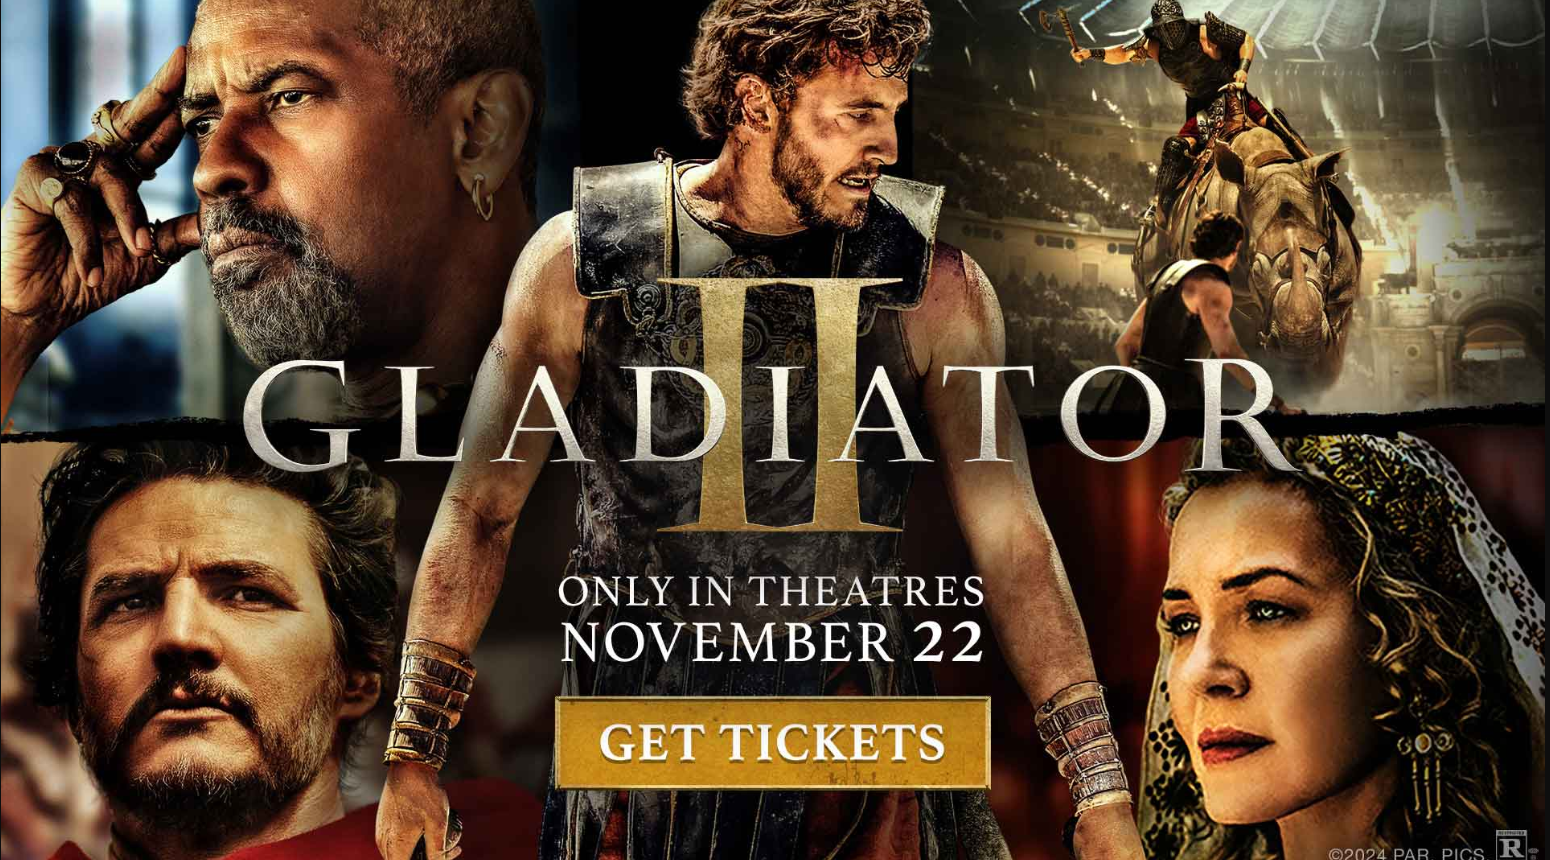 GLADIATOR
II
ONLY IN THEATRES
NOVEMBER 22
GET TICKETS
©2024 PAR. PICS.
R